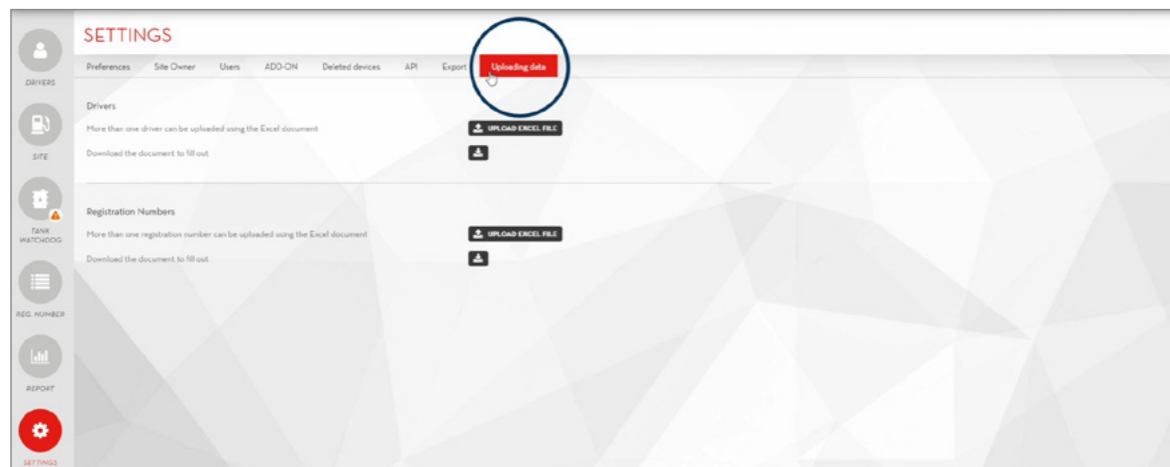 SETTINGS
Preferences Site Owner Users ADD-ON Deleted devices API Export Uploading data
DRIVERS
Drivers
More than one driver can be uploaded using the Excel document UPLOAD EXCEL FILE
Download the document to fill out
SITE
Registration Numbers
More than one registration number can be uploaded using the Excel document UPLOAD EXCEL FILE
TANK
WATCHDOG
Download the document to fill out
REG. NUMBER
REPORT
SETTINGS